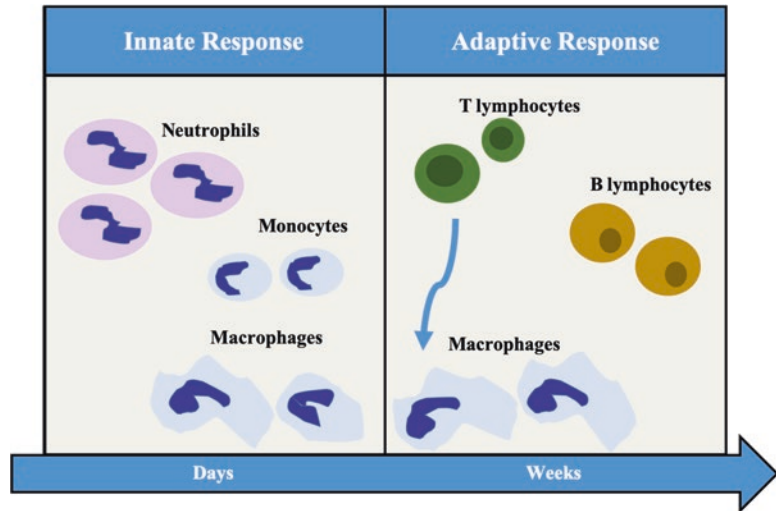 Innate Response
Adaptive Response
Neutrophils
Monocytes
Macrophages
T lymphocytes
B lymphocytes
Macrophages
Days
Weeks